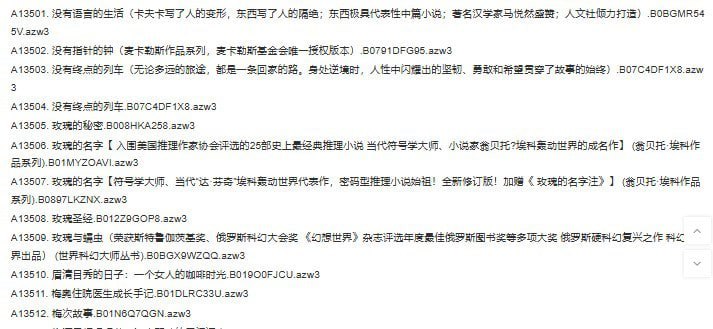 A13501. 没有语言的生活（卡夫卡写了人的变形，东西写了人的隔绝；东西极具代表性中篇小说；著名汉学家马悦然盛赞；人文社倾力打造）.B0BGMR54
5V.azw3
A13502. 没有指针的钟（麦卡勒斯作品系列，麦卡勒斯基金会唯一授权版本）.B0791DFG95.azw3
A13503. 没有终点的列车（无论多远的旅途，都是一条回家的路。身处逆境时，人性中闪耀出的坚韧、勇敢和希望贯穿了故事的始终）.B07C4DF1X8.azw
3
A13504. 没有终点的列车.B07C4DF1X8.azw3
A13505. 玫瑰的秘密.B008HKA258.azw3
A13506. 玫瑰的名字【 入围美国推理作家协会评选的25部史上最经典推理小说 当代符号学大师、小说家翁贝托?埃科轰动世界的成名作】 (翁贝托·埃科作
品系列).B01MYZOAVI.azw3
A13507. 玫瑰的名字【符号学大师、当代“达·芬奇”埃科轰动世界代表作，密码型推理小说始祖！全新修订版！加赠《 玫瑰的名字注》】 (翁贝托·埃科作品
系列).B0897LKZNX.azw3
A13508. 玫瑰圣经.B012Z9GOP8.azw3
A13509. 玫瑰与蠕虫（荣获斯特鲁伽茨基奖、俄罗斯科幻大会奖 《幻想世界》杂志评选年度最佳俄罗斯图书奖等多项大奖 俄罗斯硬科幻复兴之作 科幻
界出品） (世界科幻大师丛书).B0BGX9WZQQ.azw3
A13510. 眉清目秀的日子：一个女人的咖啡时光.B019O0FJCU.azw3
A13511. 梅奥住院医生成长手记.B01DLRC33U.azw3
A13512. 梅次故事.B01N6Q7QGN.azw3